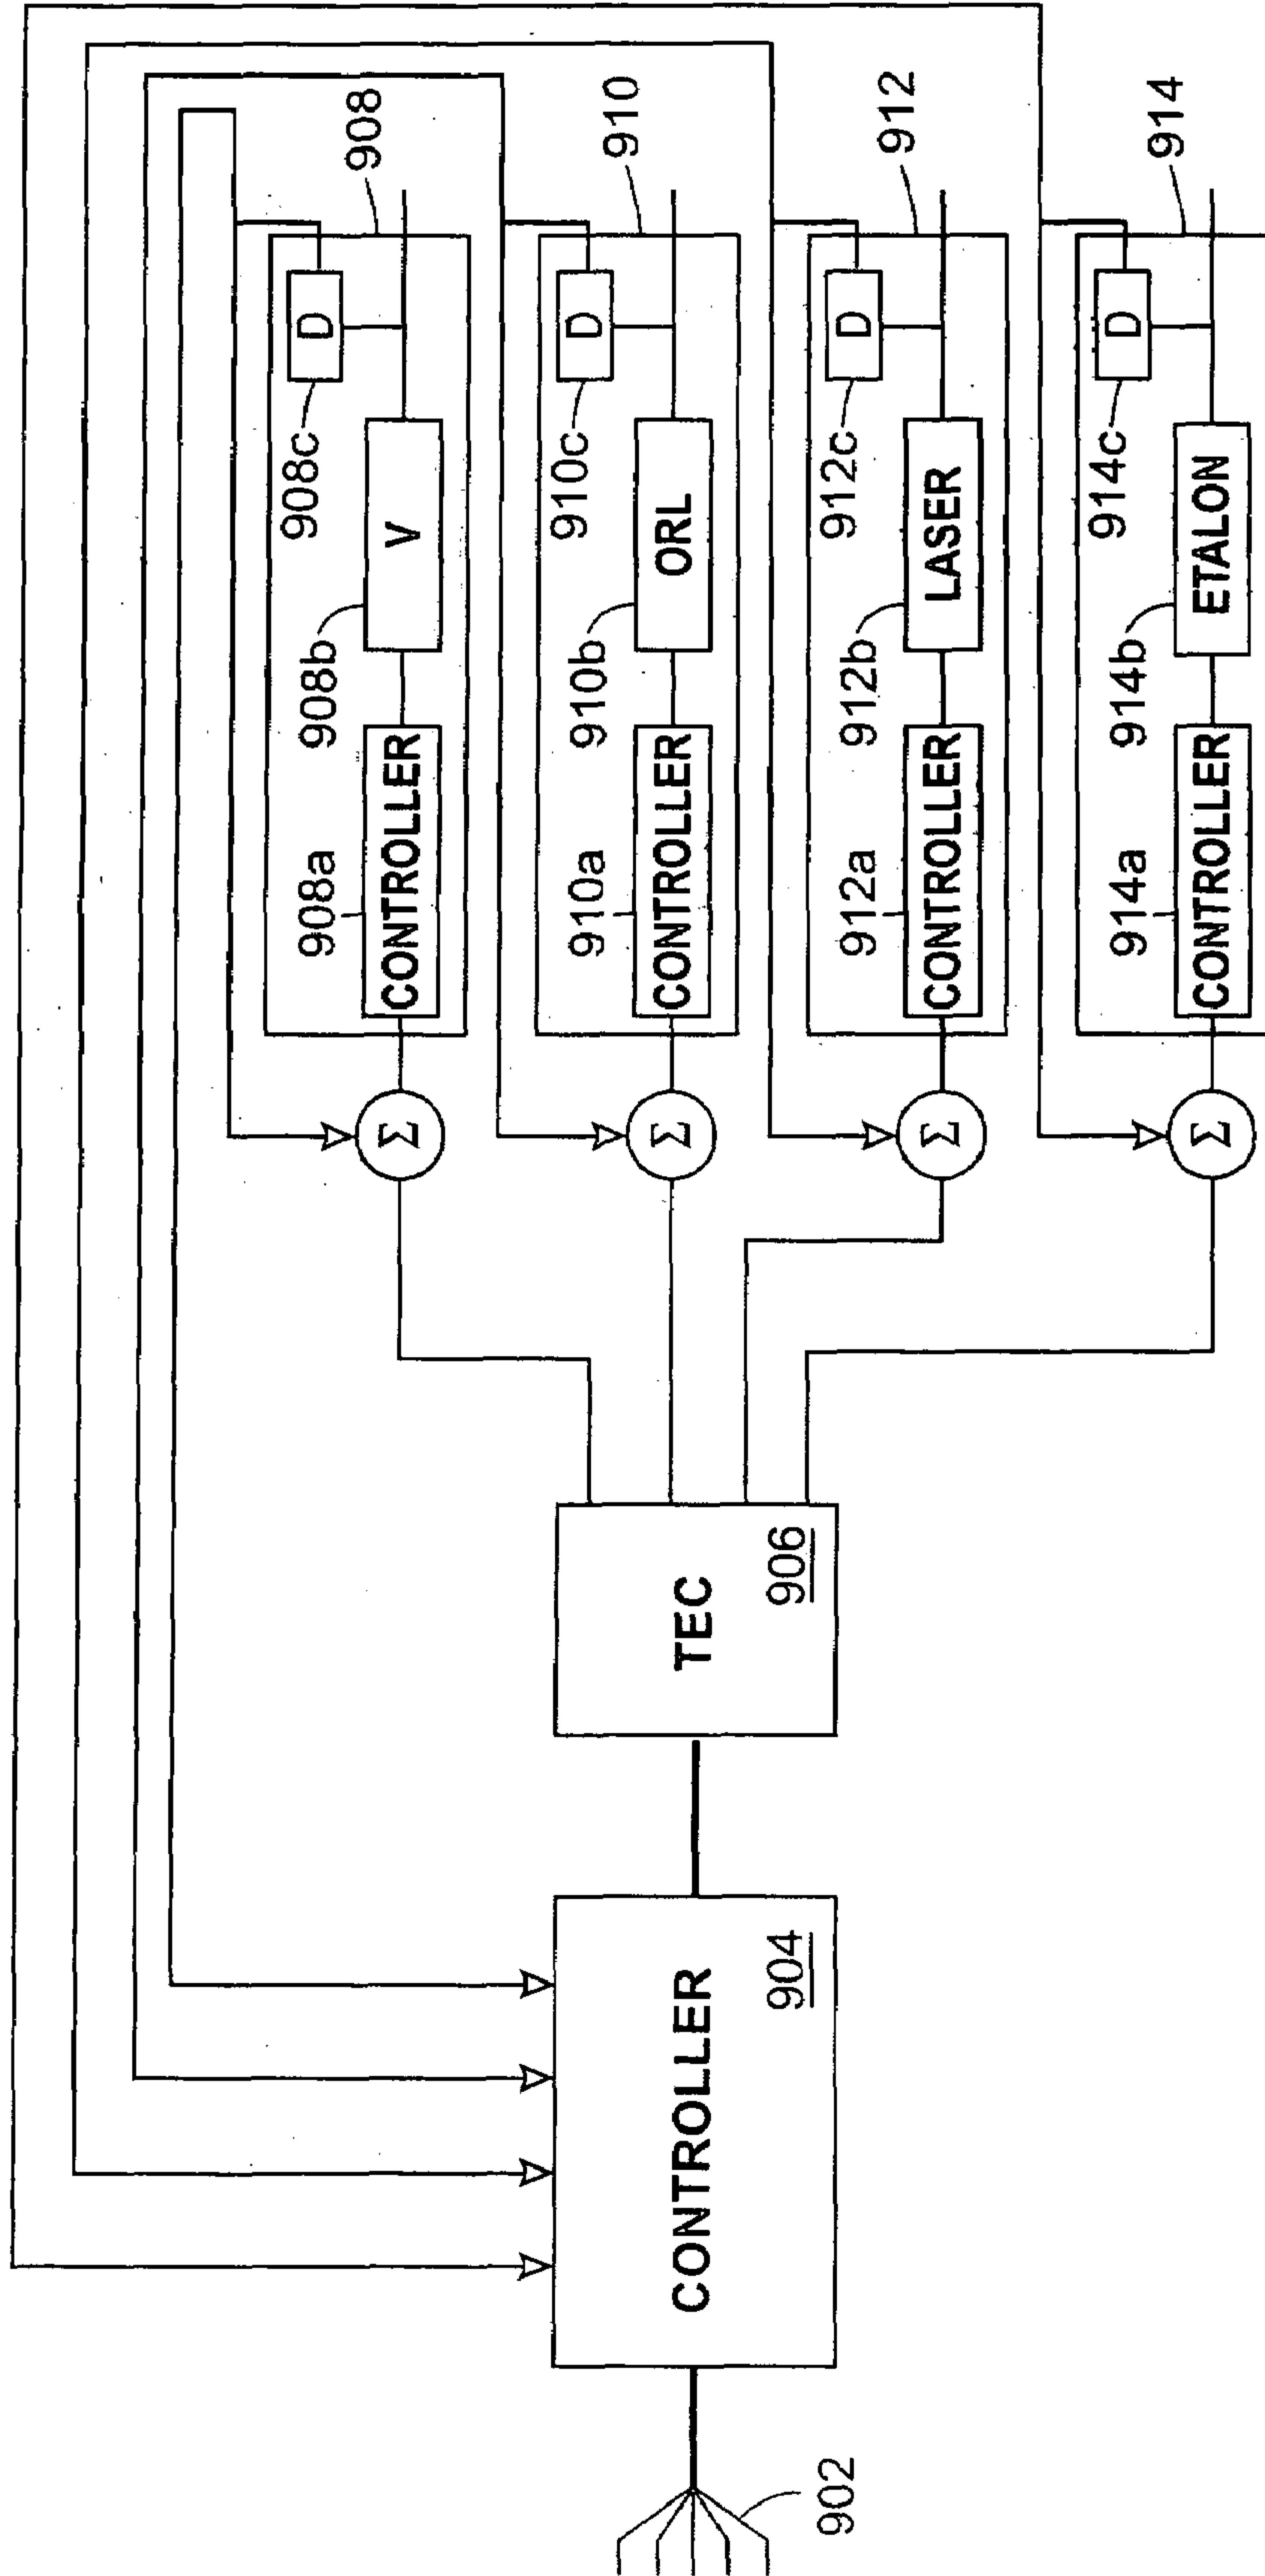 902
CONTROLLER
904
TEC
906
Σ
908a
CONTROLLER
908b
V
908c
D
908
Σ
910a
CONTROLLER
910b
ORL
910c
D
910
Σ
912a
CONTROLLER
912b
LASER
912c
D
912
Σ
914a
CONTROLLER
914b
ETALON
914c
D
914